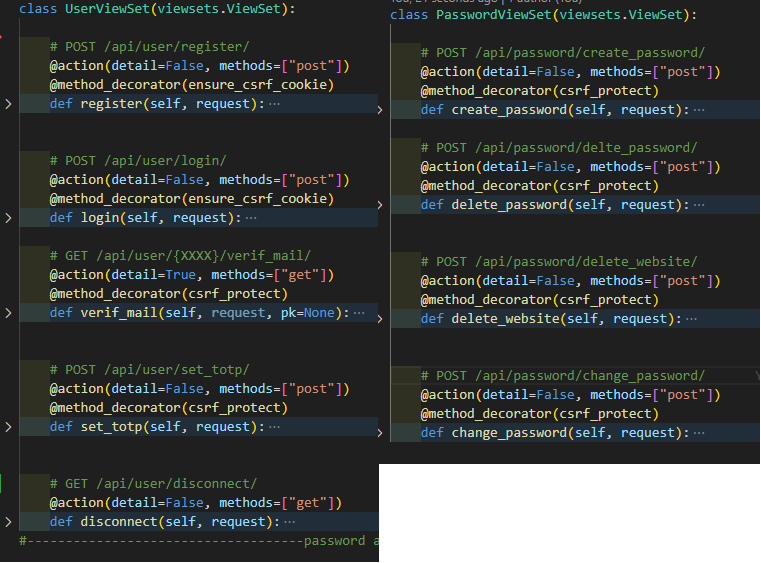 class UserViewSet(viewsets.ViewSet):
# POST /api/user/register/
@action(detail=False, methods=["post"])
@method_decorator(ensure_csrf_cookie)
def register(self, request):···
# POST /api/user/login/
@action(detail=False, methods=["post"])
@method_decorator(ensure_csrf_cookie)
def login(self, request):···
# GET /api/user/{XXXX}/verif_mail/
@action(detail=True, methods=["get"])
@method_decorator(csrf_protect)
def verif_mail(self, request, pk=None):···
# POST /api/user/set_totp/
@action(detail=False, methods=["post"])
@method_decorator(csrf_protect)
def set_totp(self, request):···
# GET /api/user/disconnect/
@action(detail=False, methods=["get"])
def disconnect(self, request):···
#------------------------------------password a
class PasswordViewSet(viewsets.ViewSet):
# POST /api/password/create_password/
@action(detail=False, methods=["post"])
@method_decorator(csrf_protect)
def create_password(self, request):···
# POST /api/password/delte_password/
@action(detail=False, methods=["post"])
@method_decorator(csrf_protect)
def delete_password(self, request):···
# POST /api/password/delete_website/
@action(detail=False, methods=["post"])
@method_decorator(csrf_protect)
def delete_website(self, request):···
# POST /api/password/change_password/
@action(detail=False, methods=["post"])
@method_decorator(csrf_protect)
def change_password(self, request):···